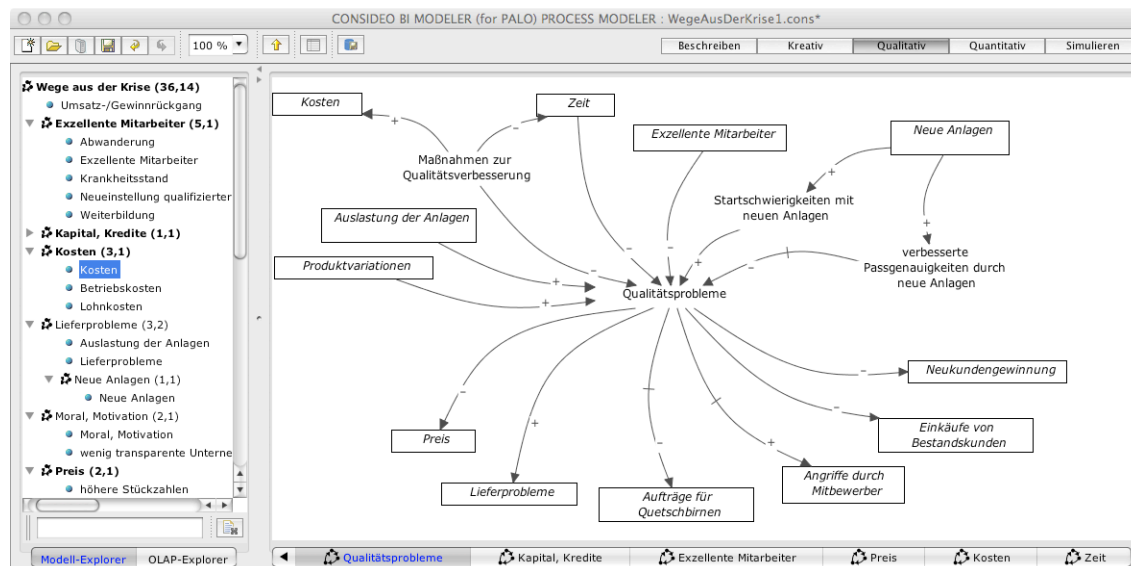 CONSIDEO BI MODELER (for PALO) PROCESS MODELER : WegeAusDerKrise1.cons*
100 %
Beschreiben
Kreativ
Qualitativ
Quantitativ
Simulieren
Wege aus der Krise (36,14)
Umsatz-/Gewinnrückgang
Exzellente Mitarbeiter (5,1)
Abwanderung
Exzellente Mitarbeiter
Krankheitsstand
Neueinstellung qualifizierter
Weiterbildung
Kapital, Kredite (1,1)
Kosten (3,1)
Kosten
Betriebskosten
Lohnkosten
Lieferprobleme (3,2)
Auslastung der Anlagen
Lieferprobleme
Neue Anlagen (1,1)
Neue Anlagen
Moral, Motivation (2,1)
Moral, Motivation
wenig transparente Unterne
Preis (2,1)
höhere Stückzahlen
Modell-Explorer
OLAP-Explorer
Kosten
Zeit
Exzellente Mitarbeiter
Neue Anlagen
+
–
Maßnahmen zur
Qualitätsverbesserung
+
Startschwierigkeiten mit
neuen Anlagen
Auslastung der Anlagen
+
verbesserte
Passgenauigkeiten durch
neue Anlagen
Produktvariationen
–
–
+
–
–
+
+
Qualitätsprobleme
–
–
Neukundengewinnung
–
Einkäufe von
Bestandskunden
Preis
+
–
+
Angriffe durch
Mitbewerber
Lieferprobleme
Aufträge für
Quetschbirnen
Qualitätsprobleme
Kapital, Kredite
Exzellente Mitarbeiter
Preis
Kosten
Zeit